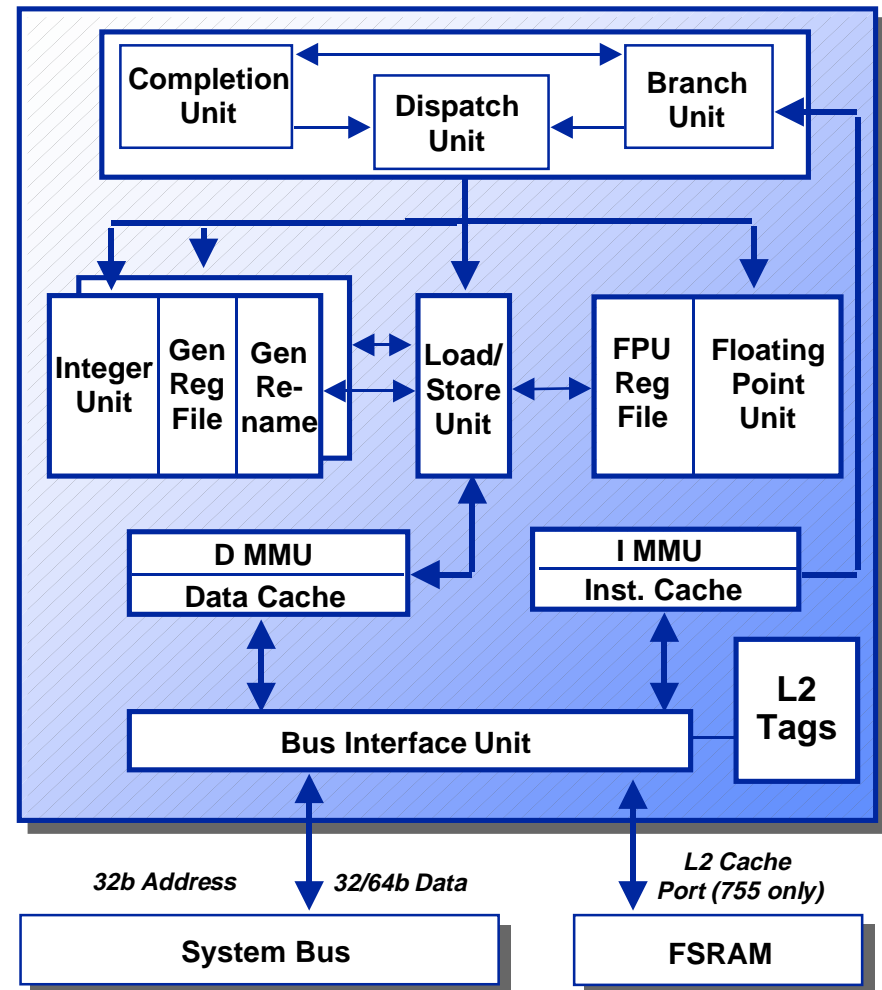 Completion
Unit
Dispatch
Unit
Branch
Unit
Integer
Unit
Gen
Reg
File
Gen
Re-
name
Load/
Store
Unit
FPU
Reg
File
Floating
Point
Unit
D MMU
Data Cache
I MMU
Inst. Cache
L2
Tags
Bus Interface Unit
32b Address
32/64b Data
L2 Cache
Port (755 only)
System Bus
FSRAM